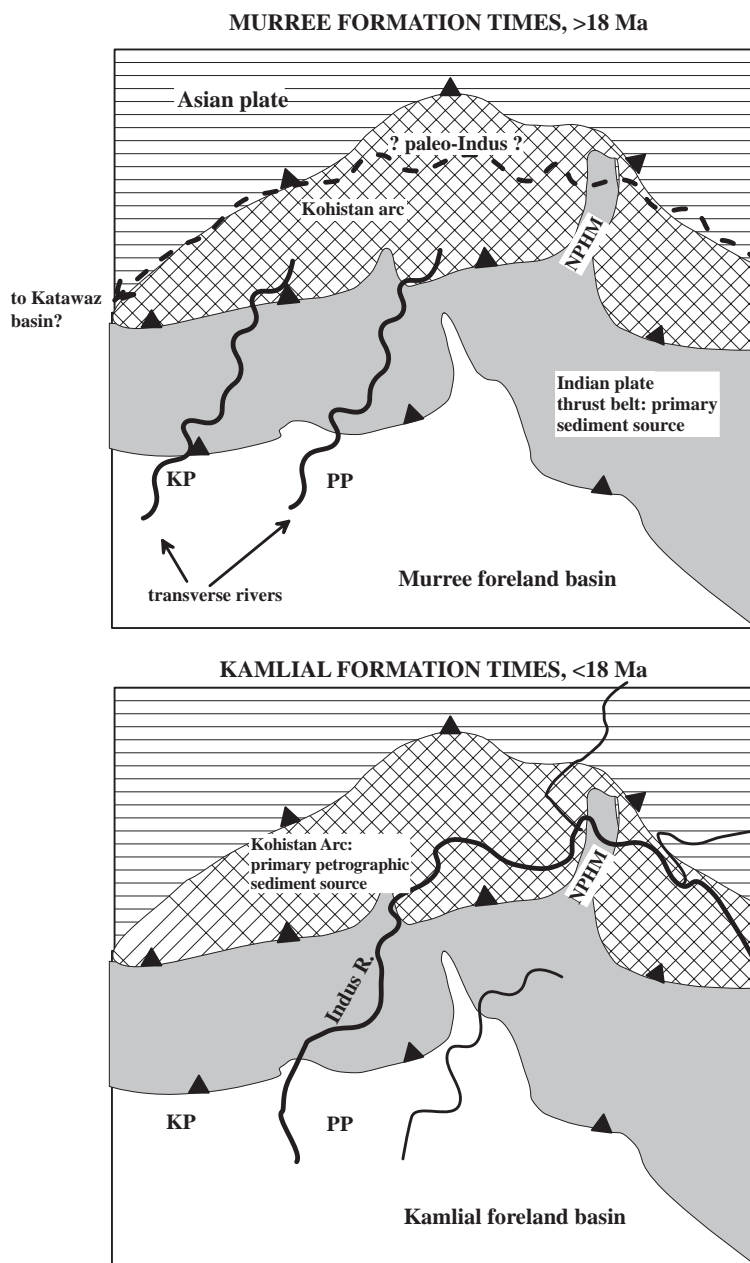 MURREE FORMATION TIMES, >18 Ma
Asian plate
? paleo-Indus ?
Kohistan arc
NPHM
to Katawaz
basin?
Indian plate
thrust belt: primary
sediment source
KP
PP
transverse rivers
Murree foreland basin
KAMLIAL FORMATION TIMES, <18 Ma
Kohistan Arc:
primary petrographic
sediment source
NPHM
Indus R.
KP
PP
Kamlial foreland basin